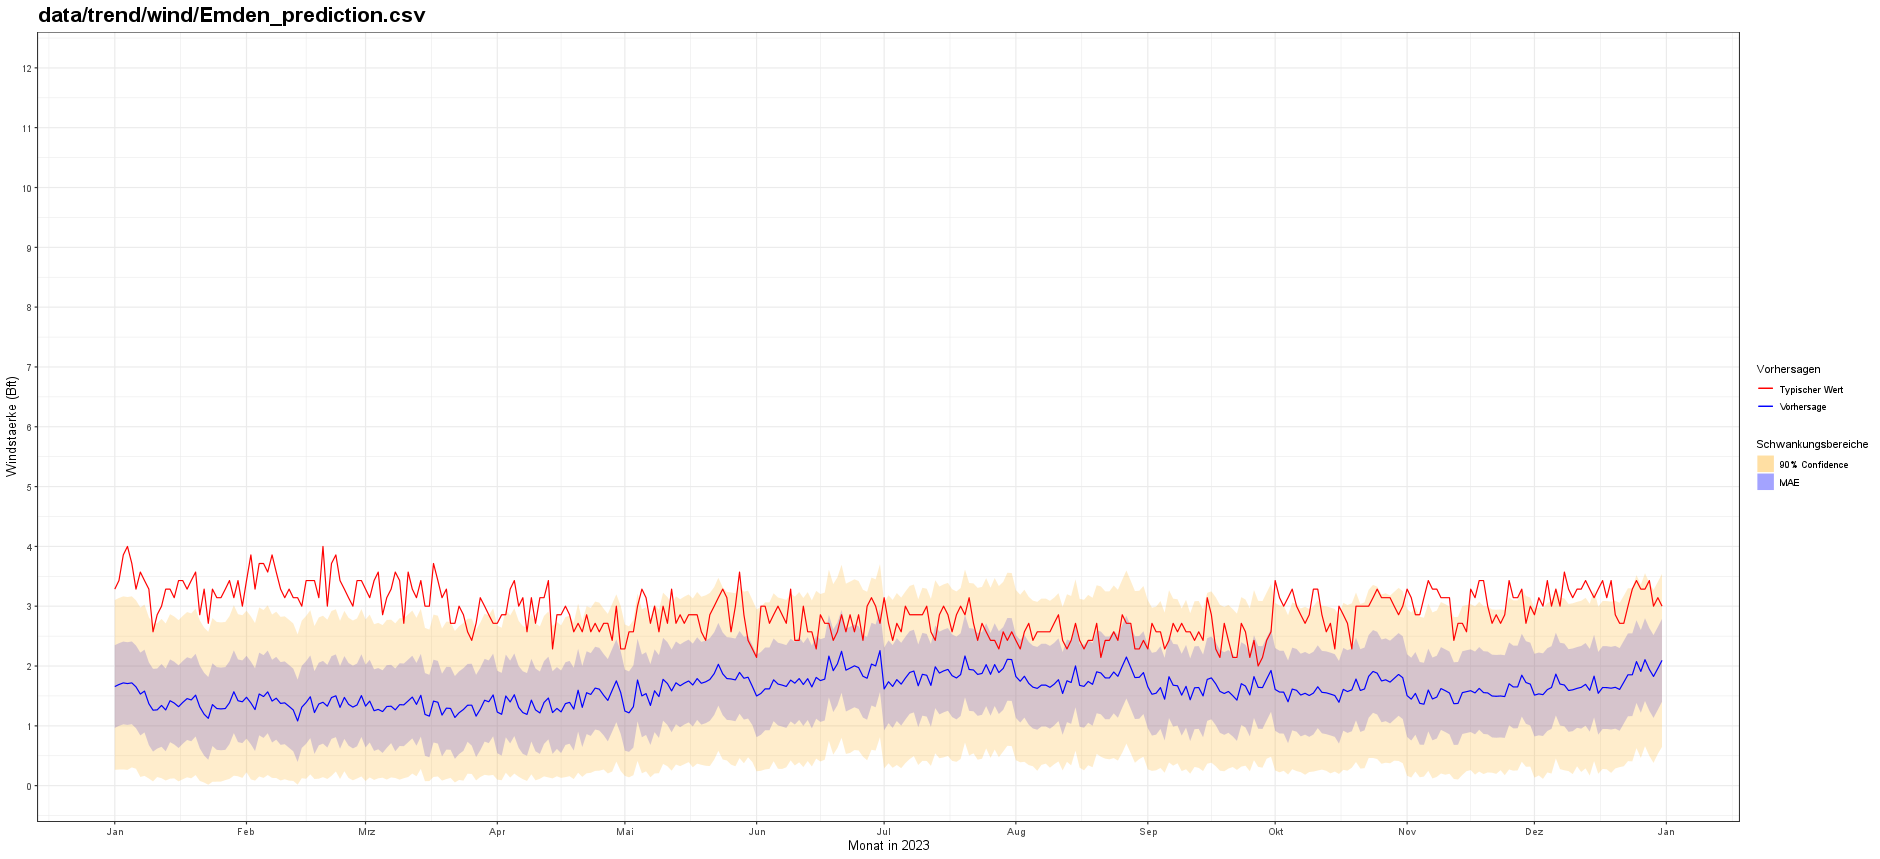 data/trend/wind/Emden_prediction.csv
12
11
10
9
8
7
6
5
4
3
2
1
0
Windstaerke (Bft)
Jan Feb Mrz Apr Mai Jun Jul Aug Sep Okt Nov Dez Jan
Monat in 2023
Vorhersagen
Typischer Wert
Vorhersage
Schwankungsbereiche
90% Confidence
MAE